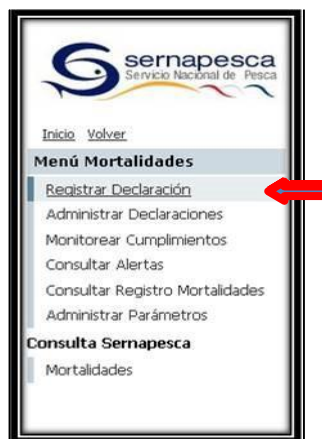 sernapesca
Servicio Nacional de Pesca
Inicio Volver
Menú Mortalidades
Registrar Declaración
Administrar Declaraciones
Monitorear Cumplimientos
Consultar Alertas
Consultar Registro Mortalidades
Administrar Parámetros
Consulta Sernapesca
Mortalidades